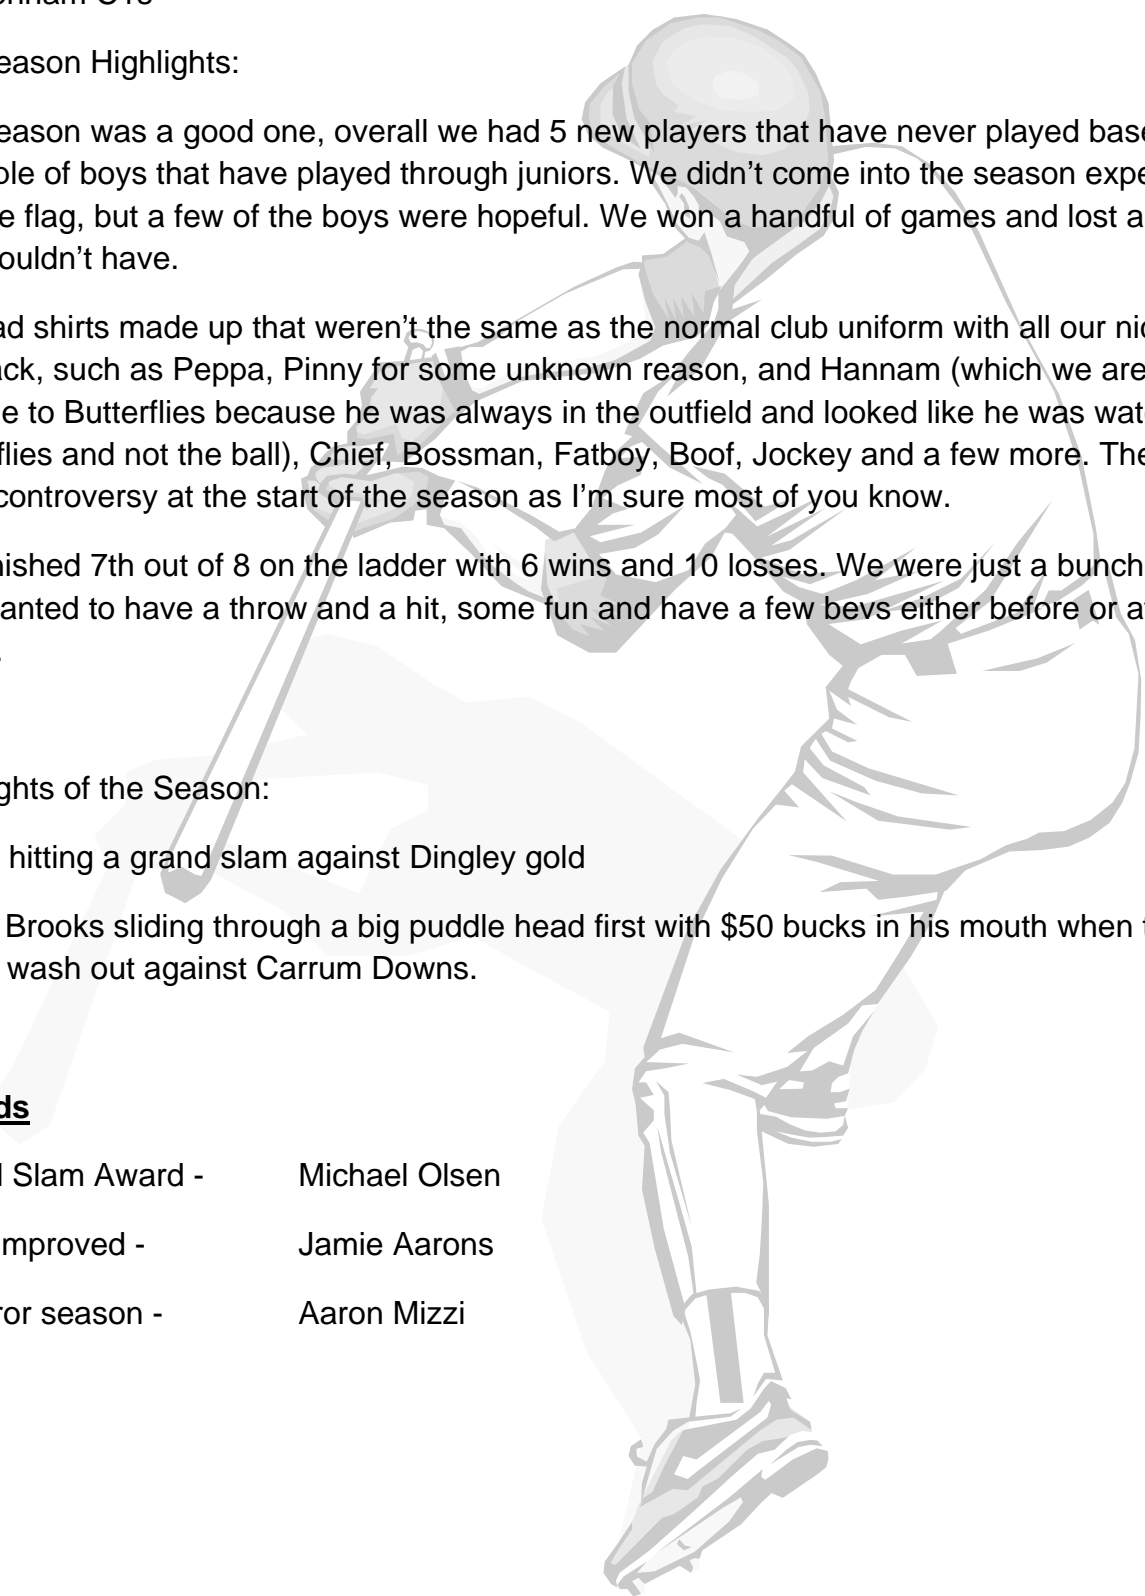 eason Highlights:
eason was a good one, overall we had 5 new players that have never played base
ole of boys that have played through juniors. We didn't come into the season expe
e flag, but a few of the boys were hopeful. We won a handful of games and lost a
ouldn't have.
ad shirts made up that weren't the same as the normal club uniform with all our nic
ack, such as Peppa, Pinny for some unknown reason, and Hannam (which we are
e to Butterflies because he was always in the outfield and looked like he was wat
flies and not the ball), Chief, Bossman, Fatboy, Boof, Jockey and a few more. The
controversy at the start of the season as I'm sure most of you know.
nished 7th out of 8 on the ladder with 6 wins and 10 losses. We were just a bunch
anted to have a throw and a hit, some fun and have a few bevs either before or a
.
ghts of the Season:
hitting a grand slam against Dingley gold
Brooks sliding through a big puddle head first with $50 bucks in his mouth when t
wash out against Carrum Downs.
ds
l Slam Award - Michael Olsen
mproved - Jamie Aarons
ror season - Aaron Mizzi